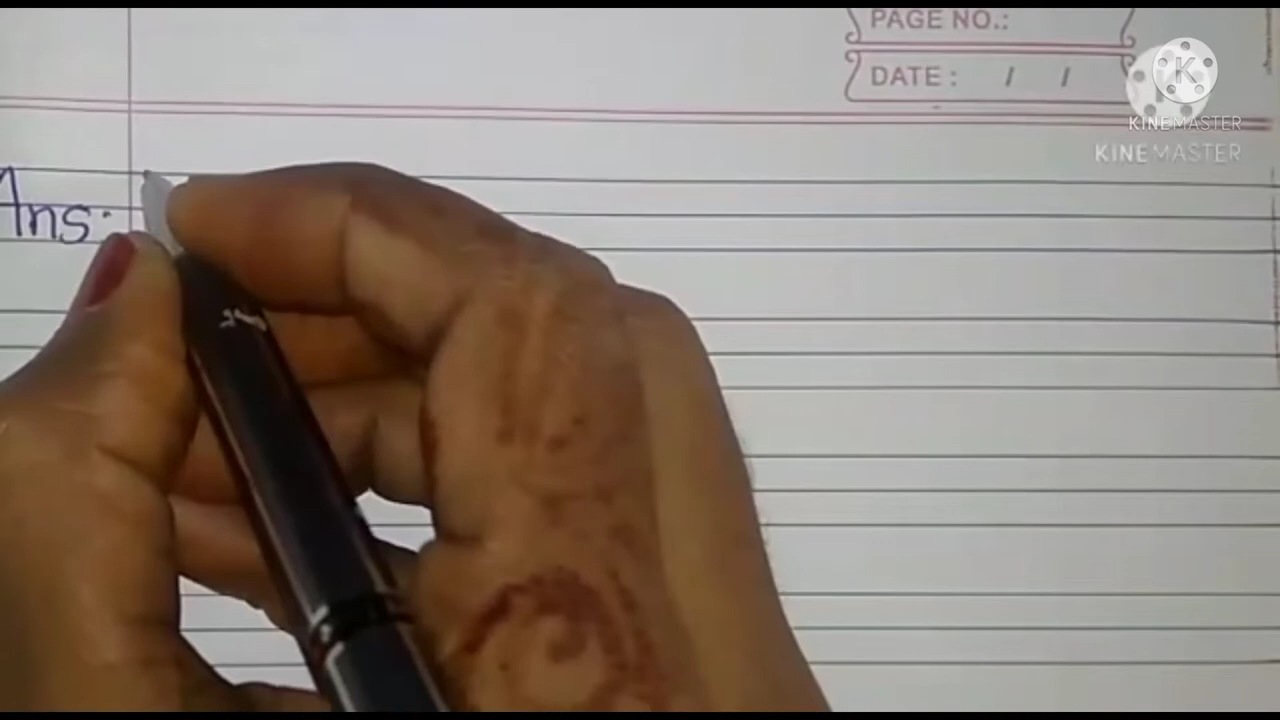 PAGE NO.:
DATE : / /
K
KINEMASTER
KINEMASTER
Ans.